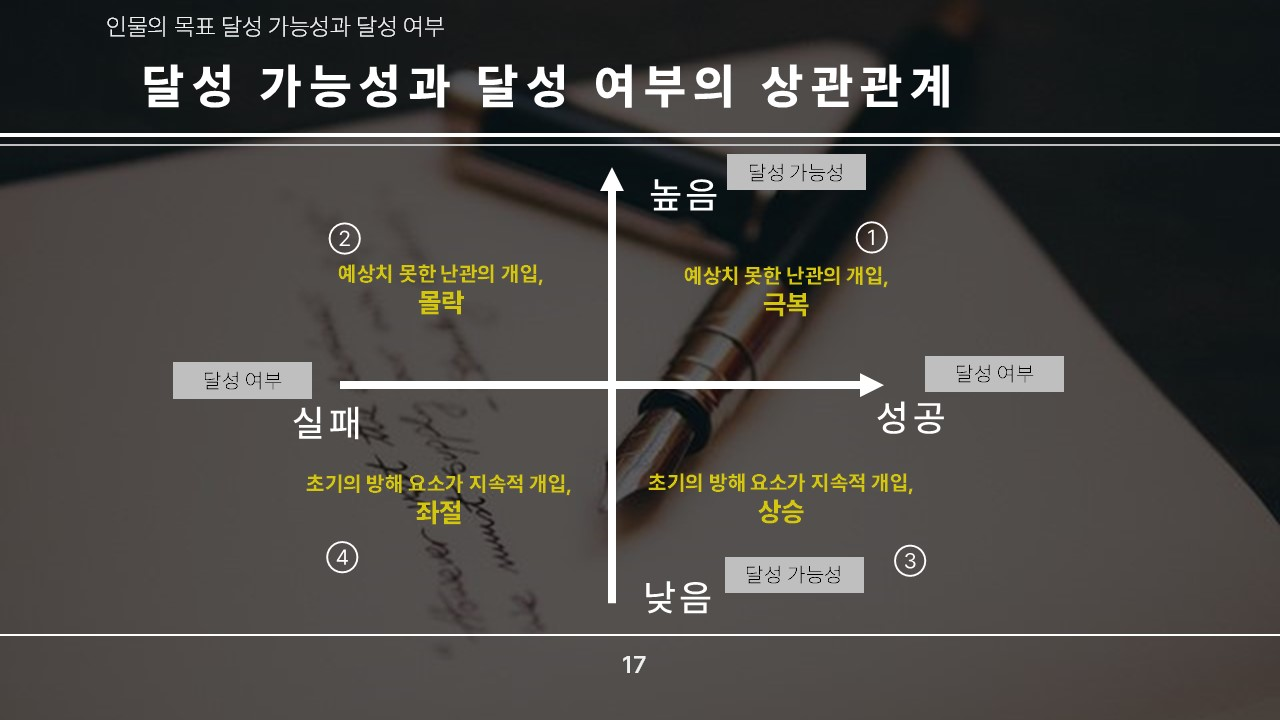 인물의 목표 달성 가능성과 달성 여부
달성 가능성과 달성 여부의 상관관계
달성 가능성
높음
②
①
예상치 못한 난관의 개입,
몰락
예상치 못한 난관의 개입,
극복
달성 여부
실패
달성 여부
성공
초기의 방해 요소가 지속적 개입,
좌절
초기의 방해 요소가 지속적 개입,
상승
④
③
달성 가능성
낮음
17